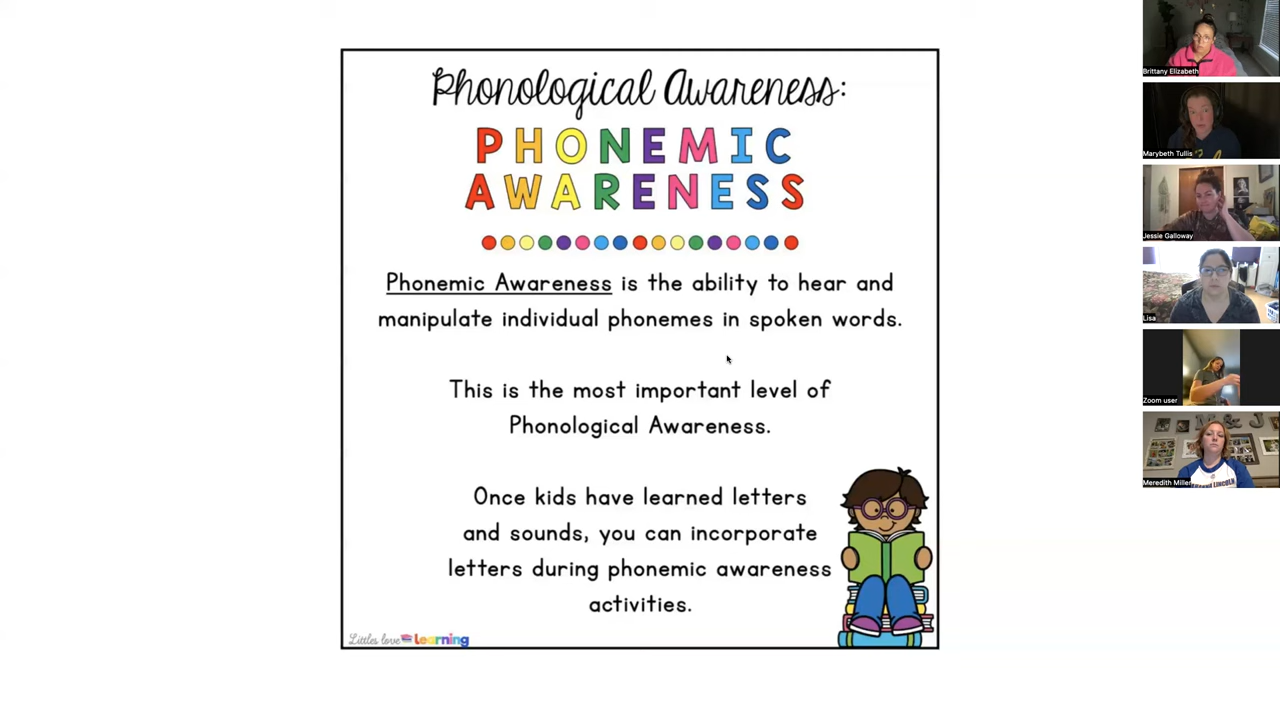 Phonological Awareness:
PHONEMIC
AWARENESS
Phonemic Awareness is the ability to hear and
manipulate individual phonemes in spoken words.
This is the most important level of
Phonological Awareness.
Once kids have learned letters
and sounds, you can incorporate
letters during phonemic awareness
activities.
Littles love learning
Brittany Elizabeth
Marybeth Tullis
Jessie Galloway
Lisa
Zoom user
M & J
Meredith Miller
LINCOLN